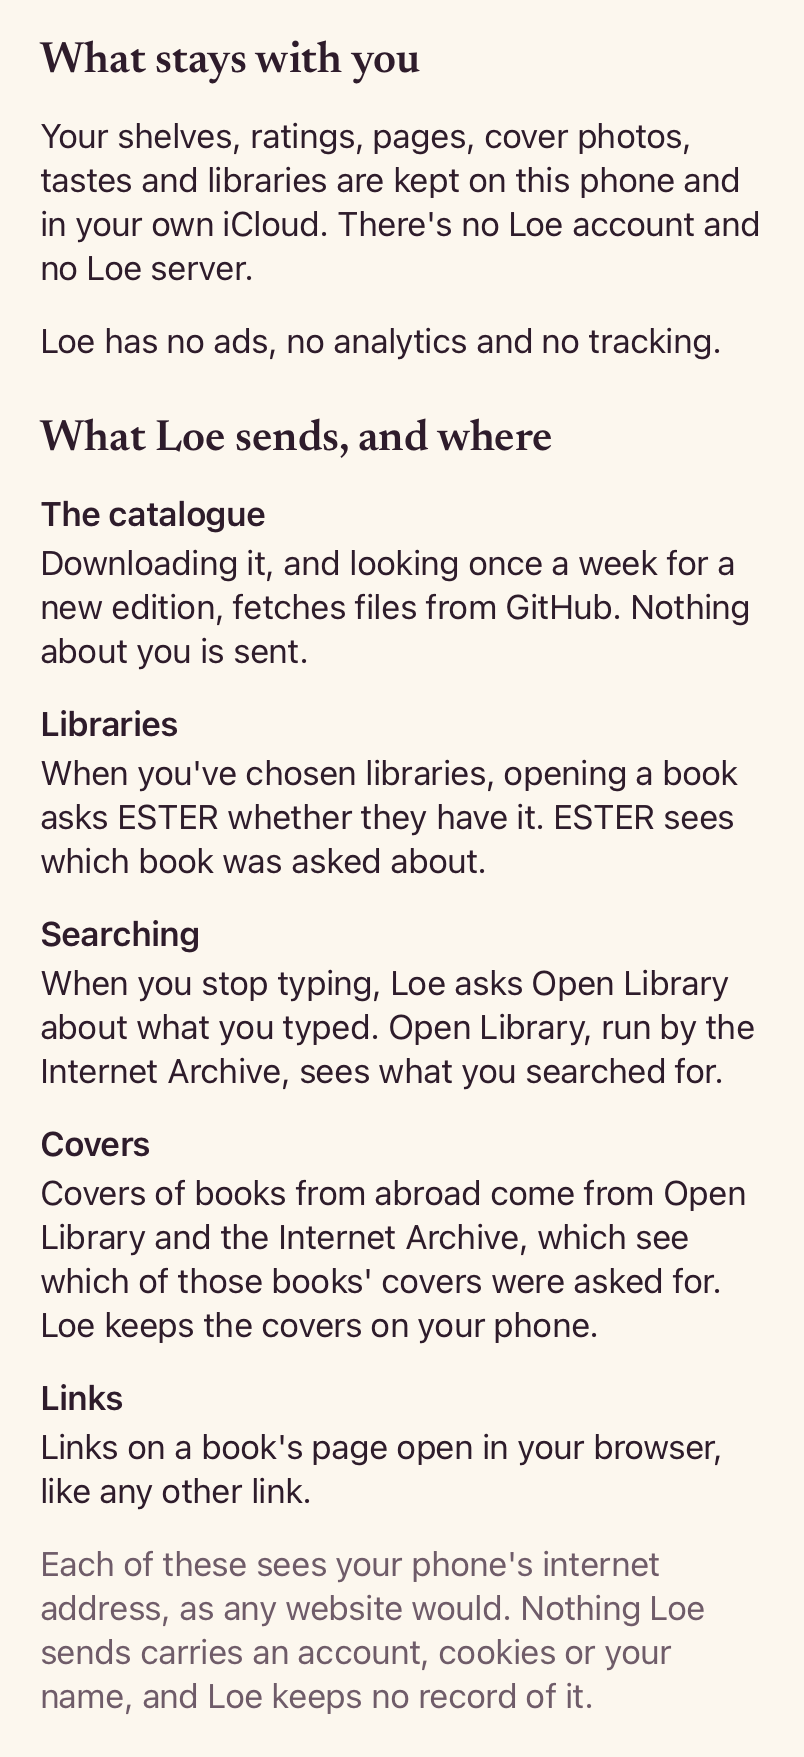 What stays with you
Your shelves, ratings, pages, cover photos,
tastes and libraries are kept on this phone and
in your own iCloud. There's no Loe account and
no Loe server.
Loe has no ads, no analytics and no tracking.
What Loe sends, and where
The catalogue
Downloading it, and looking once a week for a
new edition, fetches files from GitHub. Nothing
about you is sent.
Libraries
When you've chosen libraries, opening a book
asks ESTER whether they have it. ESTER sees
which book was asked about.
Searching
When you stop typing, Loe asks Open Library
about what you typed. Open Library, run by the
Internet Archive, sees what you searched for.
Covers
Covers of books from abroad come from Open
Library and the Internet Archive, which see
which of those books' covers were asked for.
Loe keeps the covers on your phone.
Links
Links on a book's page open in your browser,
like any other link.
Each of these sees your phone's internet
address, as any website would. Nothing Loe
sends carries an account, cookies or your
name, and Loe keeps no record of it.